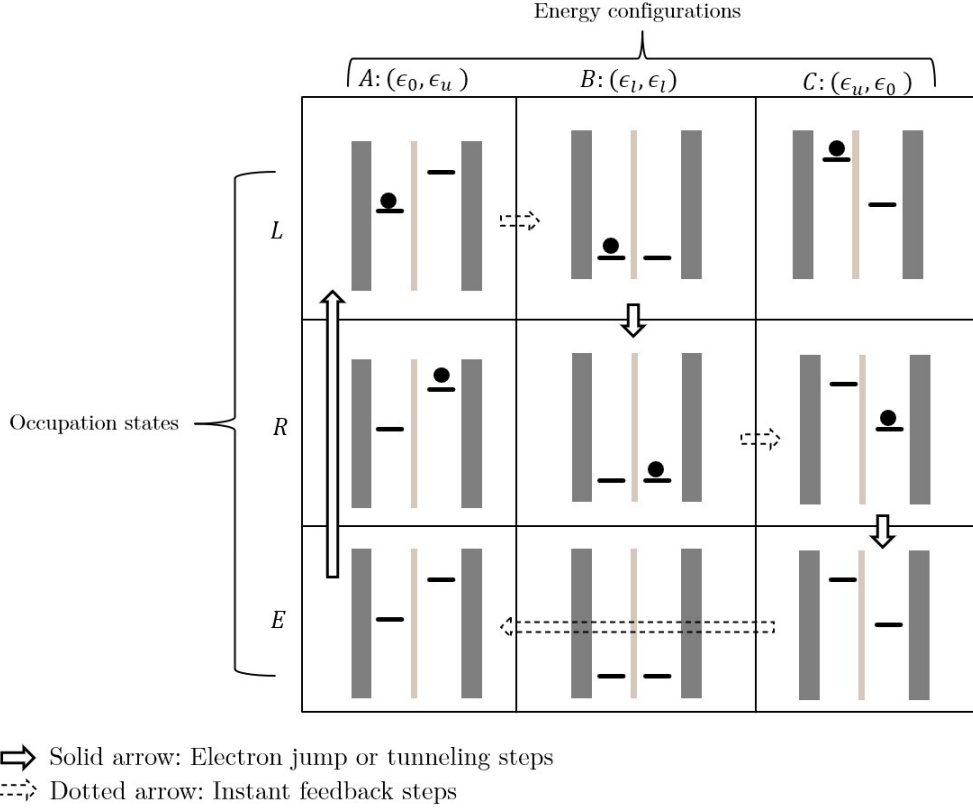 Energy configurations
A: (ϵ₀, ϵᵤ) B: (ϵₗ, ϵₗ) C: (ϵᵤ, ϵ₀)
L
Occupation states
R
E
Solid arrow: Electron jump or tunneling steps
Dotted arrow: Instant feedback steps